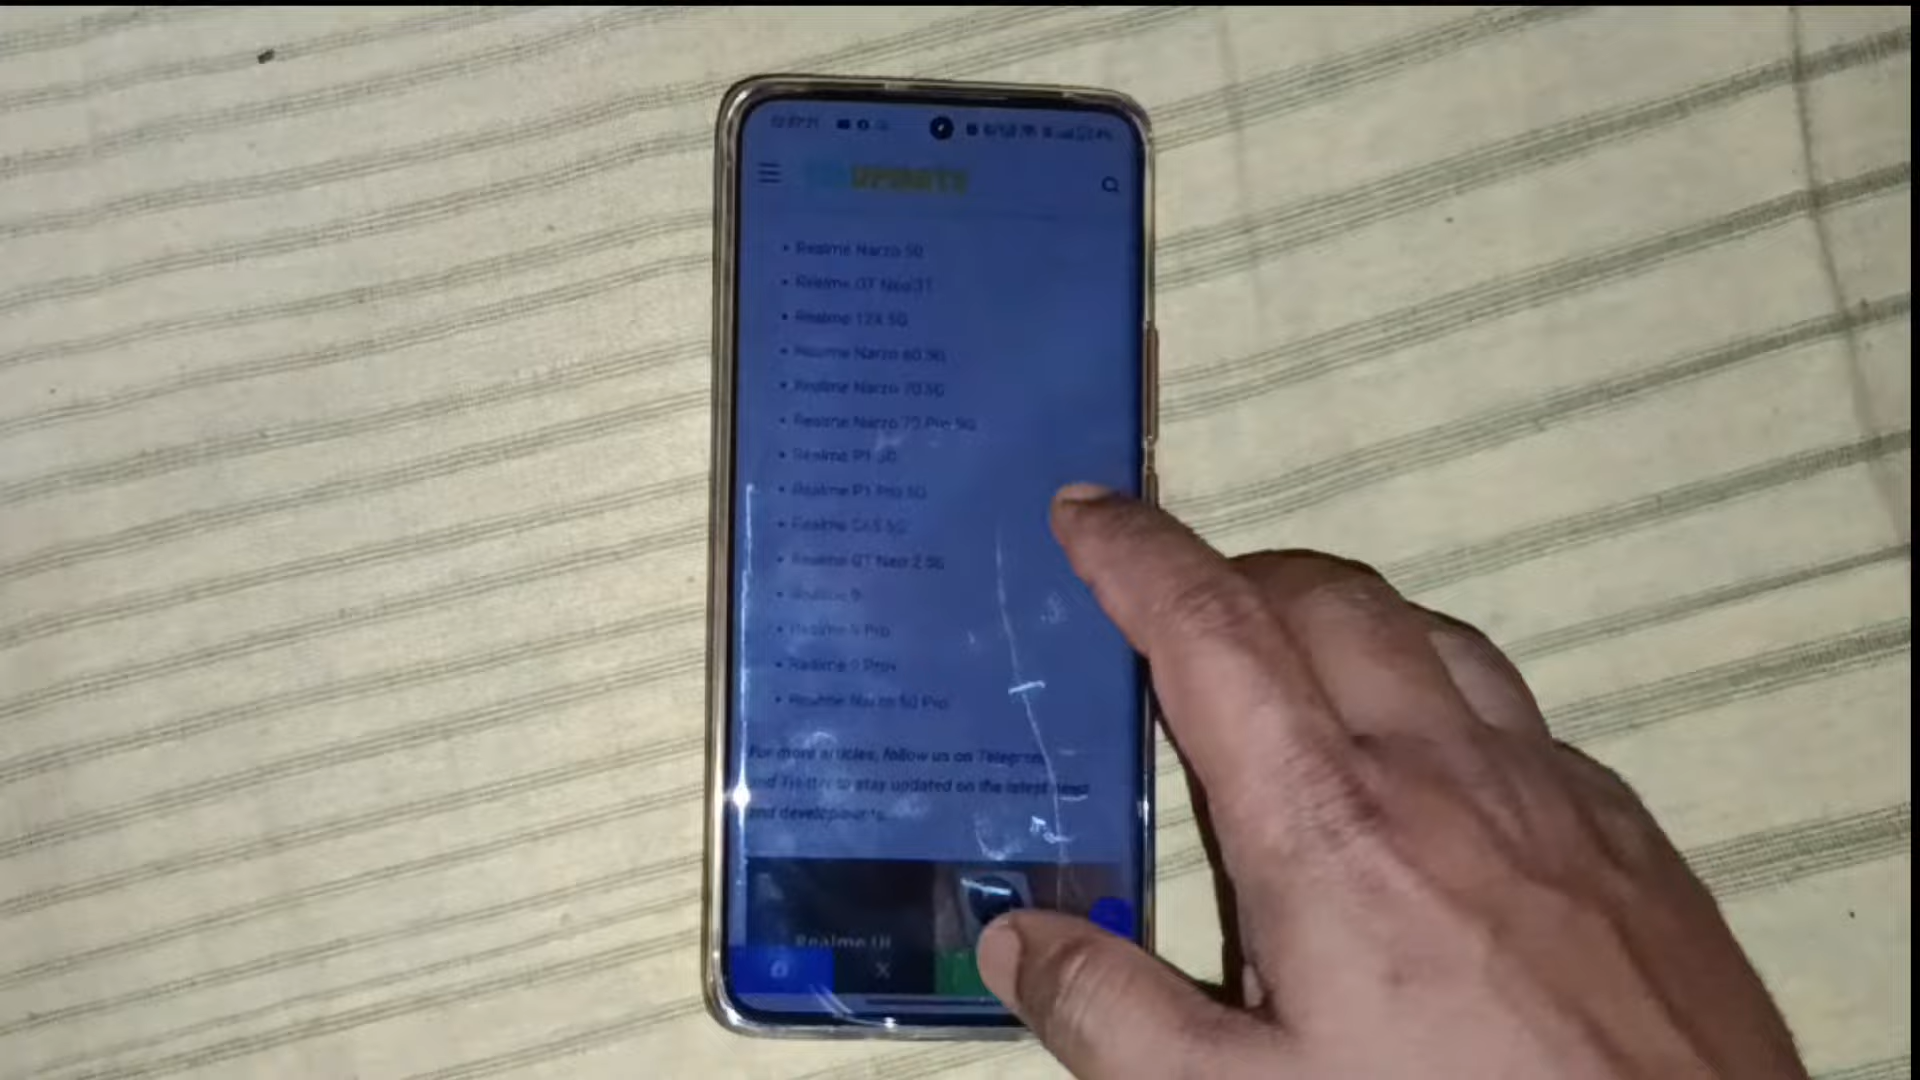 Realme Narzo 50
Realme GT Neo 3T
Realme 12X 5G
Realme Narzo 60 5G
Realme Narzo 70 5G
Realme Narzo 70 Pro 5G
Realme P1 5G
Realme P1 Pro 5G
Realme C65 5G
Realme GT Neo 2 5G
Realme 9
Realme 9 Pro
Realme 9 Pro+
Realme Narzo 50 Pro
For more articles, follow us on Telegram
and Twitter to stay updated on the latest news
and developments.
Realme UI